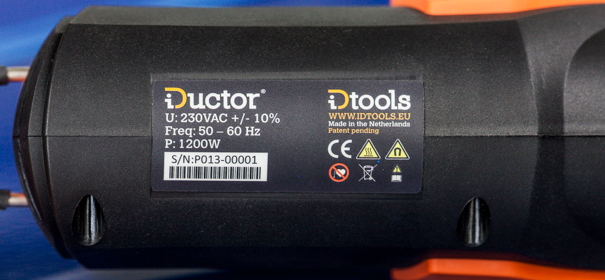 iDuctor®
U: 230VAC +/- 10%
Freq: 50 – 60 Hz
P: 1200W
S/N:P013-00001
iDtools
WWW.IDTOOLS.EU
Made in the Netherlands
Patent pending
CE